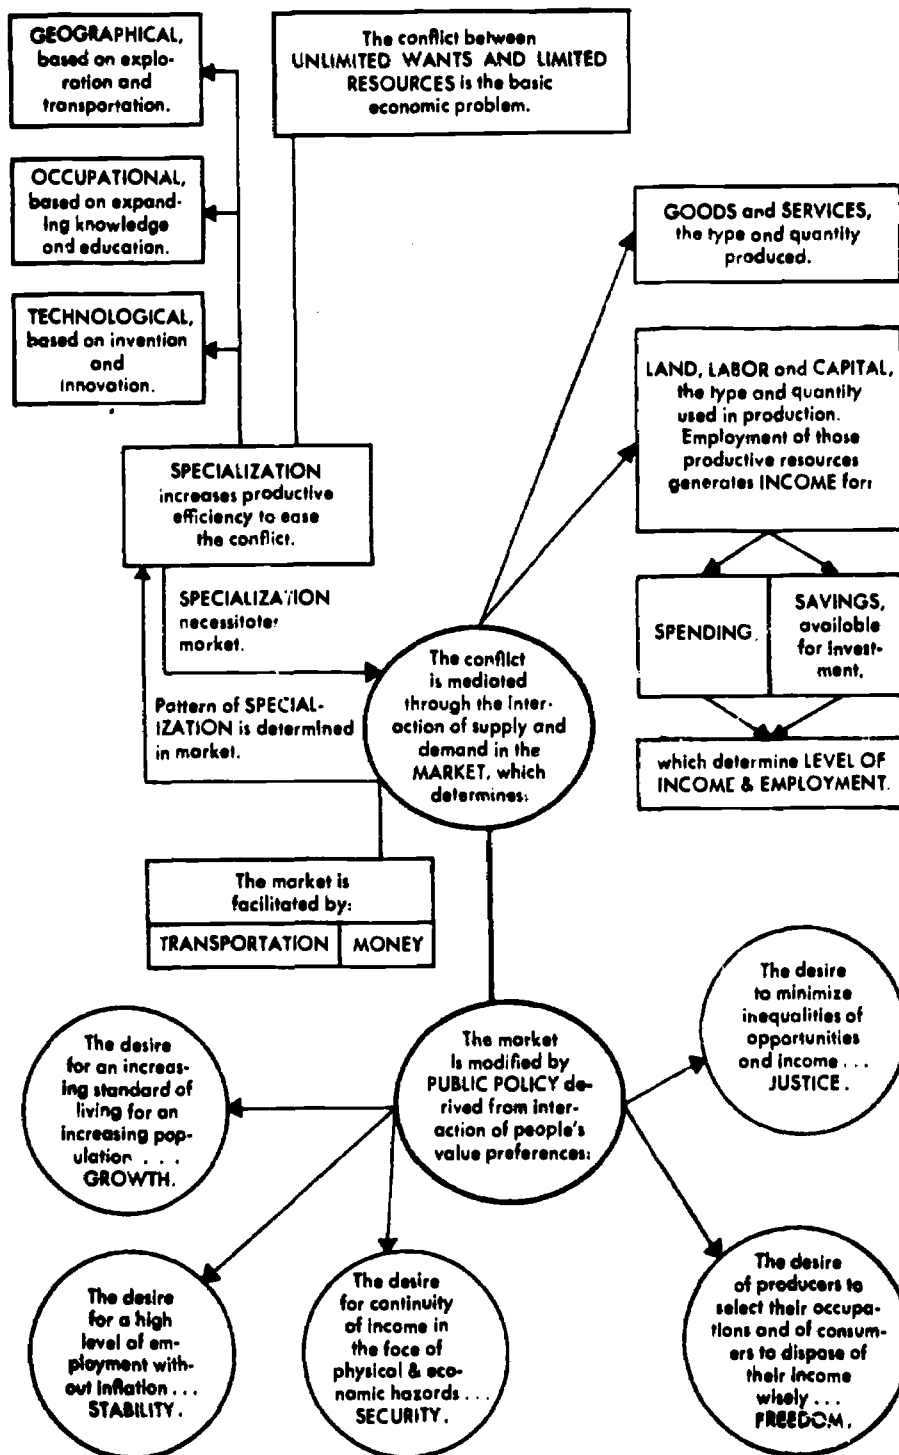 GEOGRAPHICAL,
based on explo-
ration and
transportation.
The conflict between
UNLIMITED WANTS AND LIMITED
RESOURCES is the basic
economic problem.
OCCUPATIONAL,
based on expand-
ing knowledge
and education.
GOODS and SERVICES,
the type and quantity
produced.
TECHNOLOGICAL,
based on invention
and
innovation.
LAND, LABOR and CAPITAL,
the type and quantity
used in production.
Employment of those
productive resources
generates INCOME for:
SPECIALIZATION
increases productive
efficiency to ease
the conflict.
SPECIALIZATION
necessitates
market.
SPENDING
SAVINGS,
available
for invest-
ment,
The conflict
is mediated
through the inter-
action of supply and
demand in the
MARKET, which
determines:
Pattern of SPECIAL-
IZATION is determined
in market.
which determine LEVEL OF
INCOME & EMPLOYMENT.
The market is
facilitated by:
TRANSPORTATION
MONEY
The desire
to minimize
inequalities of
opportunities
and income . . .
JUSTICE.
The market
is modified by
PUBLIC POLICY de-
rived from inter-
action of people's
value preferences:
The desire
for an increas-
ing standard of
living for an
increasing pop-
ulation . . .
GROWTH.
The desire
for a high
level of em-
ployment with-
out inflation . . .
STABILITY.
The desire
for continuity
of income in
the face of
physical & eco-
nomic hazards . . .
SECURITY.
The desire
of producers to
select their occupa-
tions and of consum-
ers to dispose of
their income
wisely . . .
FREEDOM.